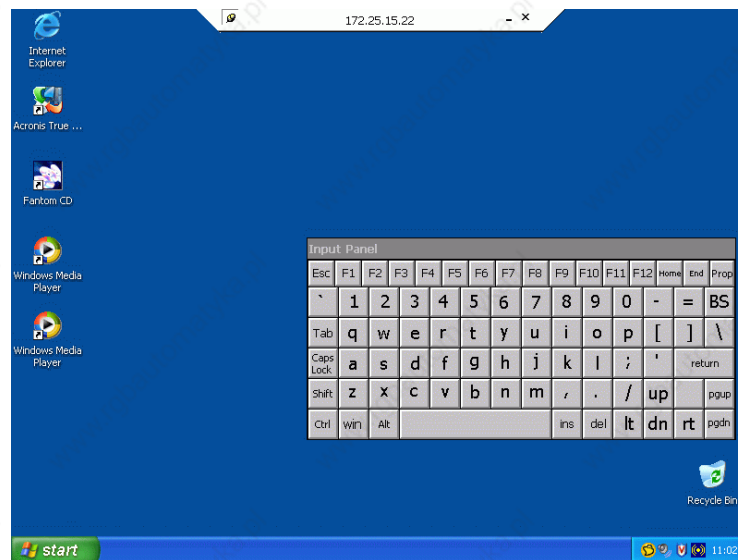 172.25.15.22
Internet
Explorer
Acronis True ...
Fantom CD
Windows Media
Player
Windows Media
Player
Input Panel
Esc F1 F2 F3 F4 F5 F6 F7 F8 F9 F10 F11 F12 Home End Prop
` 1 2 3 4 5 6 7 8 9 0 - = BS
Tab q w e r t y u i o p [ ] \
Caps Lock a s d f g h j k l ; ' return
Shift z x c v b n m , . / up pgup
Ctrl win Alt ins del lt dn rt pgdn
Recycle Bin
start
11:02